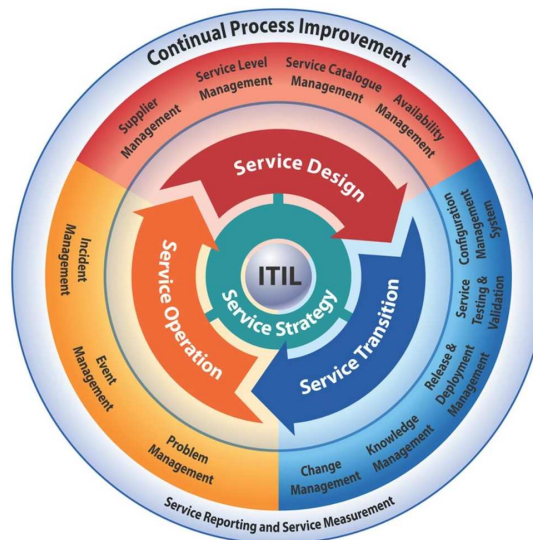 Continual Process Improvement
Supplier
Management
Service Level
Management
Service Catalogue
Management
Availability
Management
Service Design
Configuration
Management
System
Service
Testing &
Validation
Release &
Deployment
Management
Knowledge
Management
Change
Management
Service Transition
ITIL
Service Strategy
Service Operation
Incident
Management
Event
Management
Problem
Management
Service Reporting and Service Measurement